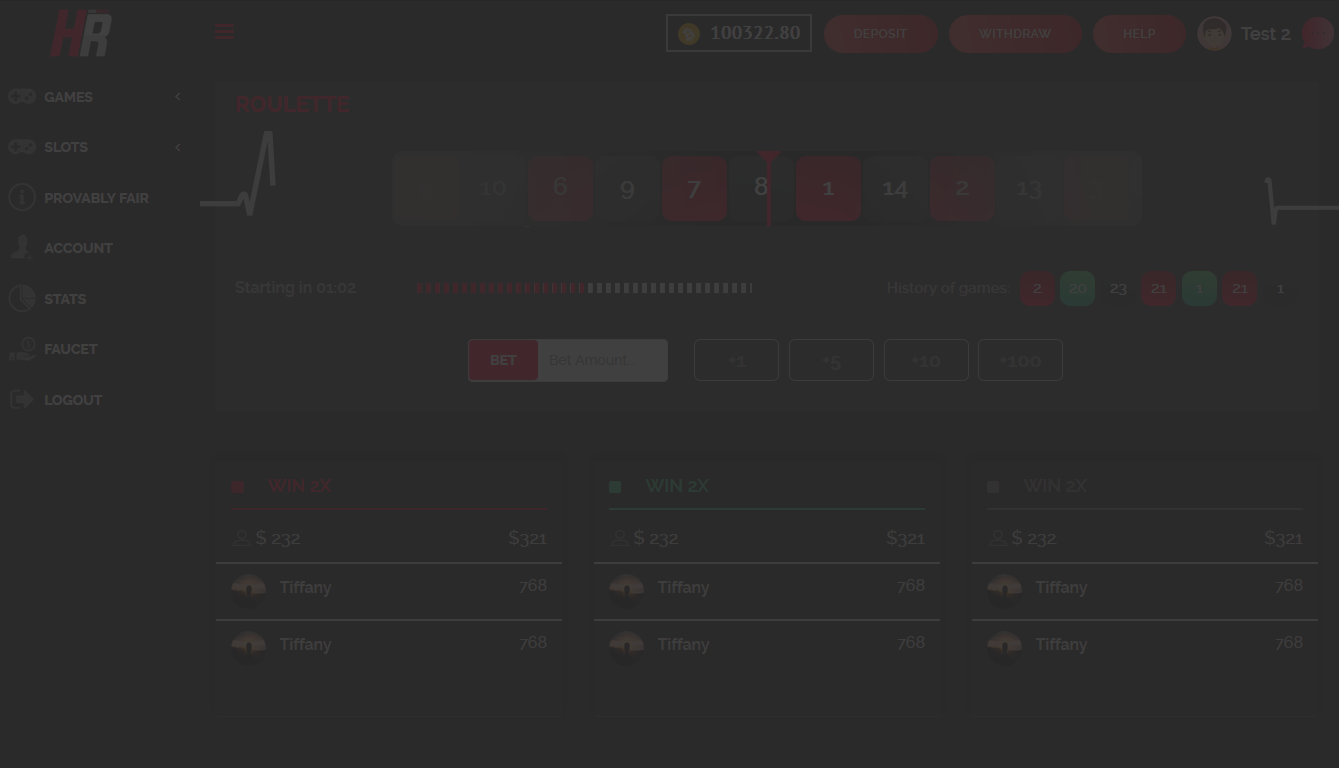 HR
100322.80
DEPOSIT
WITHDRAW
HELP
Test 2
GAMES
SLOTS
PROVABLY FAIR
ACCOUNT
STATS
FAUCET
LOGOUT
ROULETTE
10 6 9 7 8 1 14 2 13
Starting in 01:02
History of games 2 20 23 21 1 21 1
BET Bet Amount.. +1 +5 +10 +100
WIN 2X
$ 232 $321
Tiffany 768
Tiffany 768
WIN 2X
$ 232 $321
Tiffany 768
Tiffany 768
WIN 2X
$ 232 $321
Tiffany 768
Tiffany 768